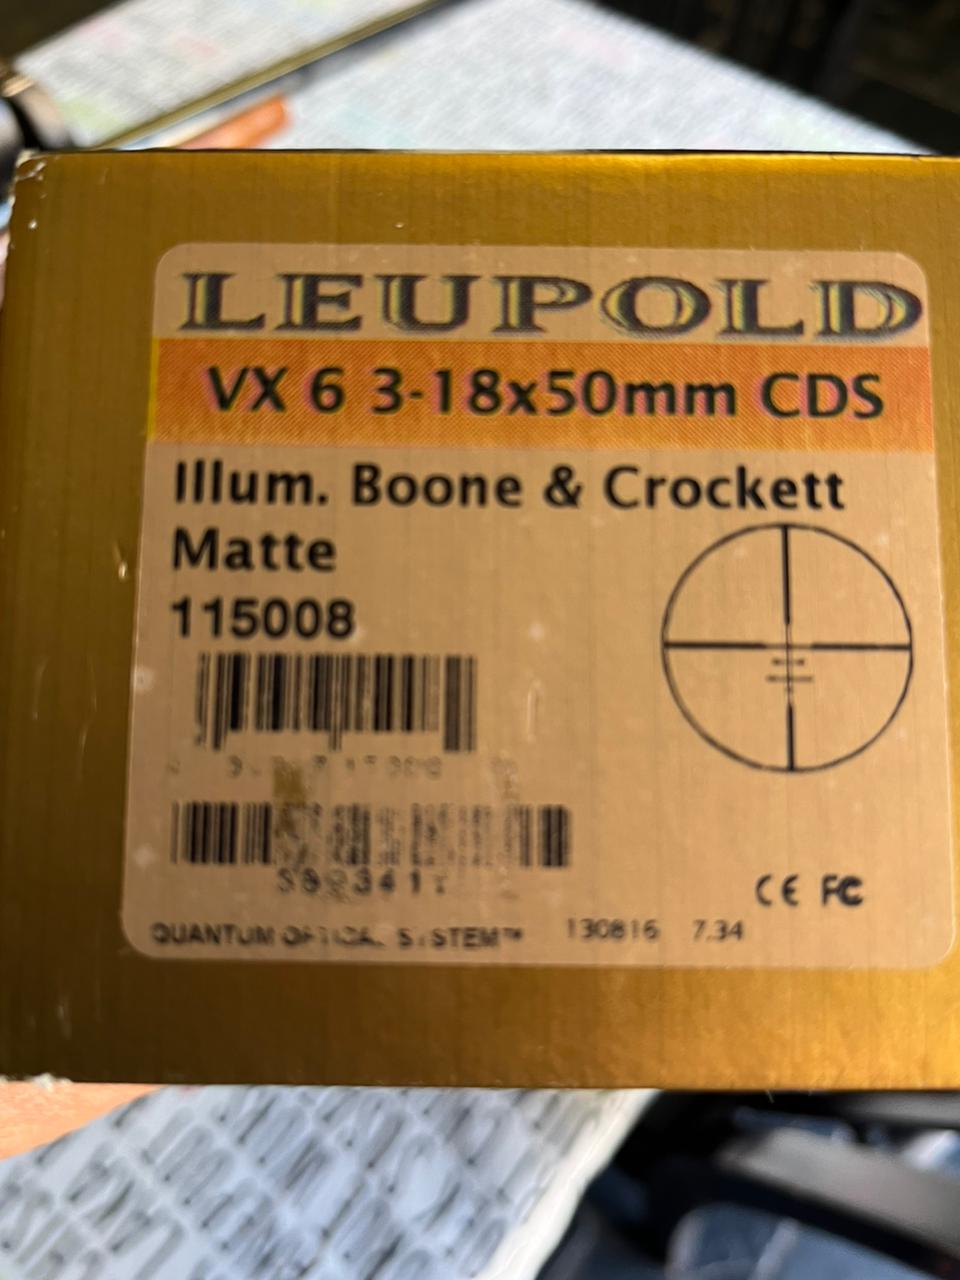 LEUPOLD
VX 6 3-18x50mm CDS
Illum. Boone & Crockett
Matte
115008
CE FC
QUANTUM OPTICAL SYSTEM™ 130816 7.34